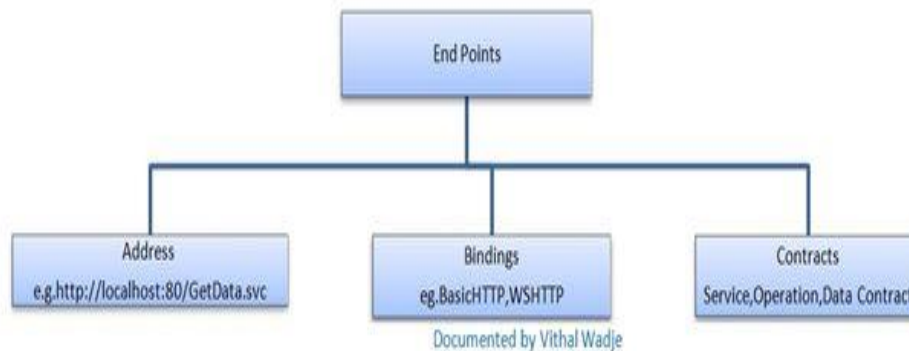 End Points
Address
e.g.http://localhost:80/GetData.svc
Bindings
eg.BasicHTTP,WSHTTP
Contracts
Service,Operation,Data Contract
Documented by Vithal Wadje